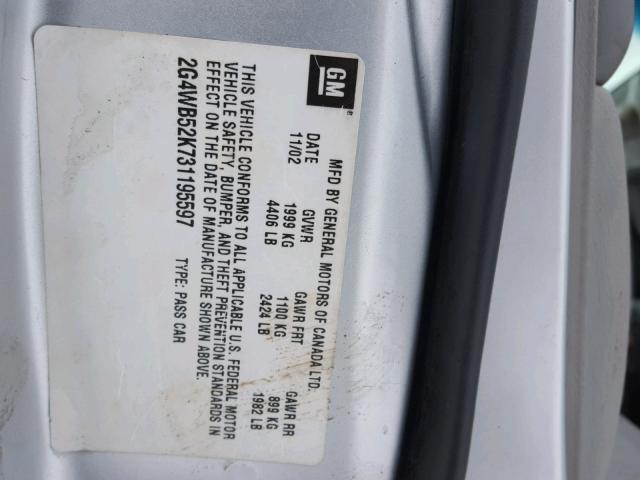 GM
MFD BY GENERAL MOTORS OF CANADA LTD.
DATE GVWR GAWR FRT GAWR RR
11/02 1999 KG 1100 KG 899 KG
4406 LB 2424 LB 1982 LB
THIS VEHICLE CONFORMS TO ALL APPLICABLE U.S. FEDERAL MOTOR
VEHICLE SAFETY, BUMPER, AND THEFT PREVENTION STANDARDS IN
EFFECT ON THE DATE OF MANUFACTURE SHOWN ABOVE.
2G4WB52K731195597 TYPE: PASS CAR